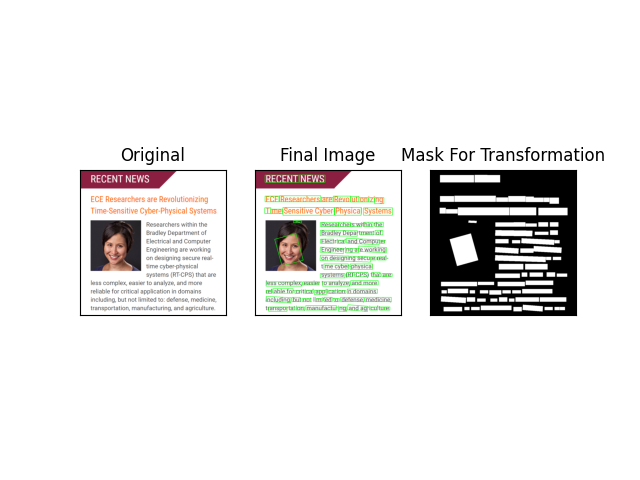 Original
Final Image
Mask For Transformation
RECENT NEWS
ECE Researchers are Revolutionizing
Time-Sensitive Cyber-Physical Systems
Researchers within the
Bradley Department of
Electrical and Computer
Engineering are working
on designing secure real-
time cyber-physical
systems (RT-CPS) that are
less complex, easier to analyze, and more
reliable for critical application in domains
including, but not limited to: defense, medicine,
transportation, manufacturing, and agriculture.
RECENT NEWS
ECE Researchers are Revolutionizing
Time Sensitive Cyber Physical Systems
Researchers within the
Bradley Department of
Electrical and Computer
Engineering are working
on designing secure real-
time cyber-physical
systems (RT-CPS) that are
less complex, easier to analyze, and more
reliable for critical application in domains
including, but not limited to: defense, medicine,
transportation, manufacturing, and agriculture